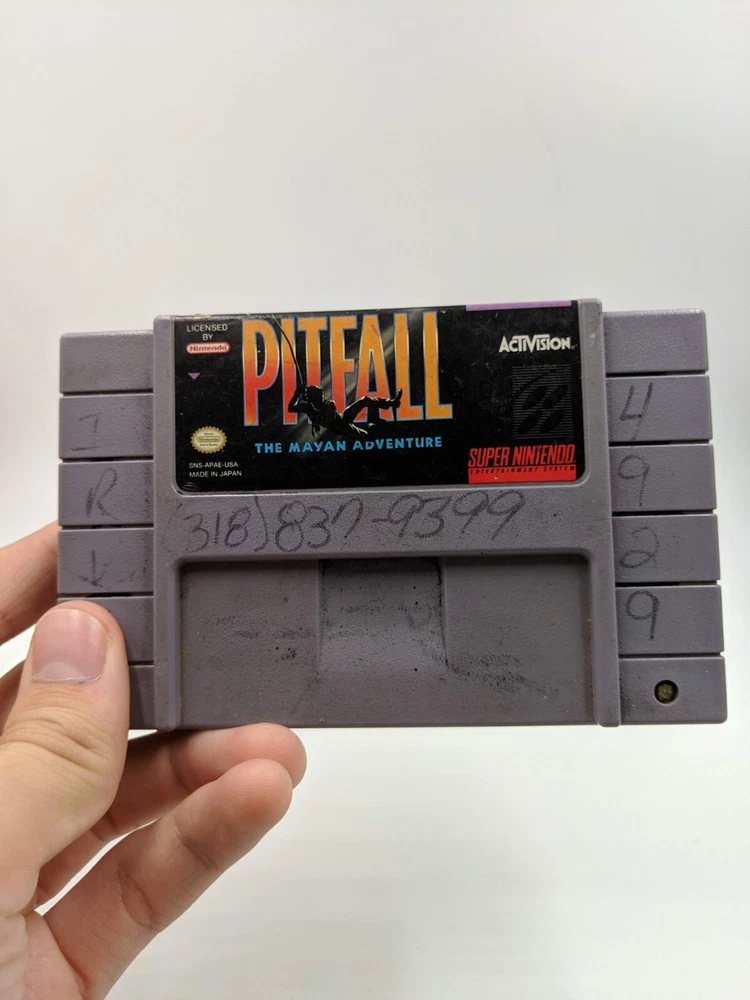 LICENSED
BY
Nintendo
PITFALL
THE MAYAN ADVENTURE
ACTIVISION
SUPER NINTENDO
ENTERTAINMENT SYSTEM
SNS-APAE-USA
MADE IN JAPAN
(318)837-9399
R
4
9
2
9